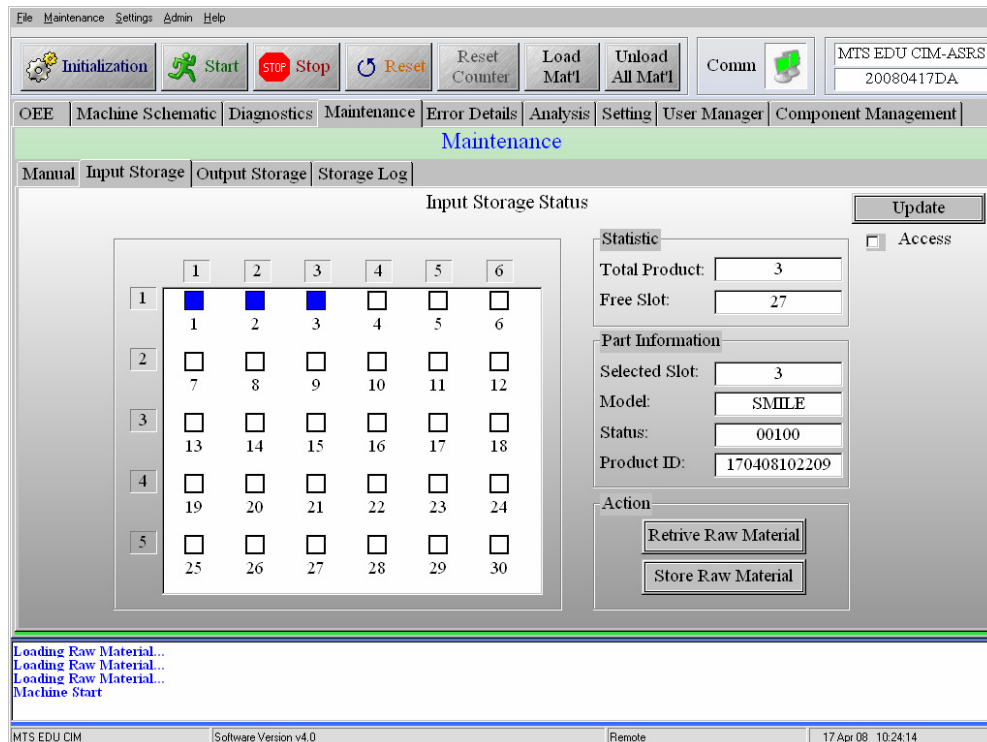 File Maintenance Settings Admin Help
Initialization Start STOP Stop Reset Reset Counter Load Mat'l Unload All Mat'l Comm MTS EDU CIM-ASRS
20080417DA
OEE Machine Schematic Diagnostics Maintenance Error Details Analysis Setting User Manager Component Management
Maintenance
Manual Input Storage Output Storage Storage Log
Input Storage Status
Update
Access
1 2 3 4 5 6
1
1 2 3 4 5 6
2
7 8 9 10 11 12
3
13 14 15 16 17 18
4
19 20 21 22 23 24
5
25 26 27 28 29 30
Statistic
Total Product: 3
Free Slot: 27
Part Information
Selected Slot: 3
Model: SMILE
Status: 00100
Product ID: 170408102209
Action
Retrive Raw Material
Store Raw Material
Loading Raw Material...
Loading Raw Material...
Loading Raw Material...
Machine Start
MTS EDU CIM Software Version v4.0 Remote 17 Apr 08 10:24:14